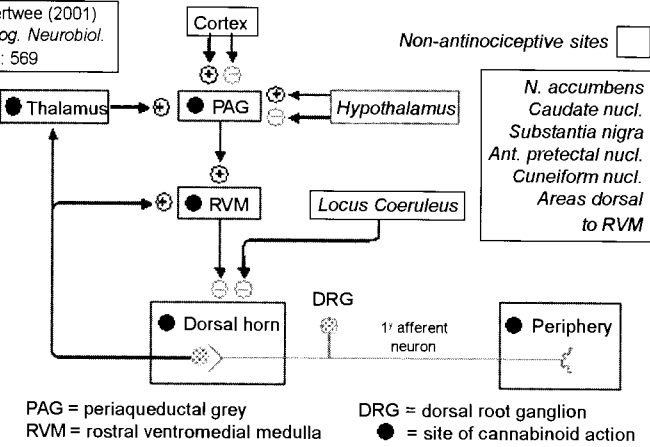 ertwee (2001)
og. Neurobiol.
: 569
Cortex
Non-antinociceptive sites
Thalamus
PAG
Hypothalamus
N. accumbens
Caudate nucl.
Substantia nigra
Ant. pretectal nucl.
Cuneiform nucl.
Areas dorsal
to RVM
RVM
Locus Coeruleus
DRG
Dorsal horn
1ʸ afferent
neuron
Periphery
PAG = periaqueductal grey
RVM = rostral ventromedial medulla
DRG = dorsal root ganglion
= site of cannabinoid action